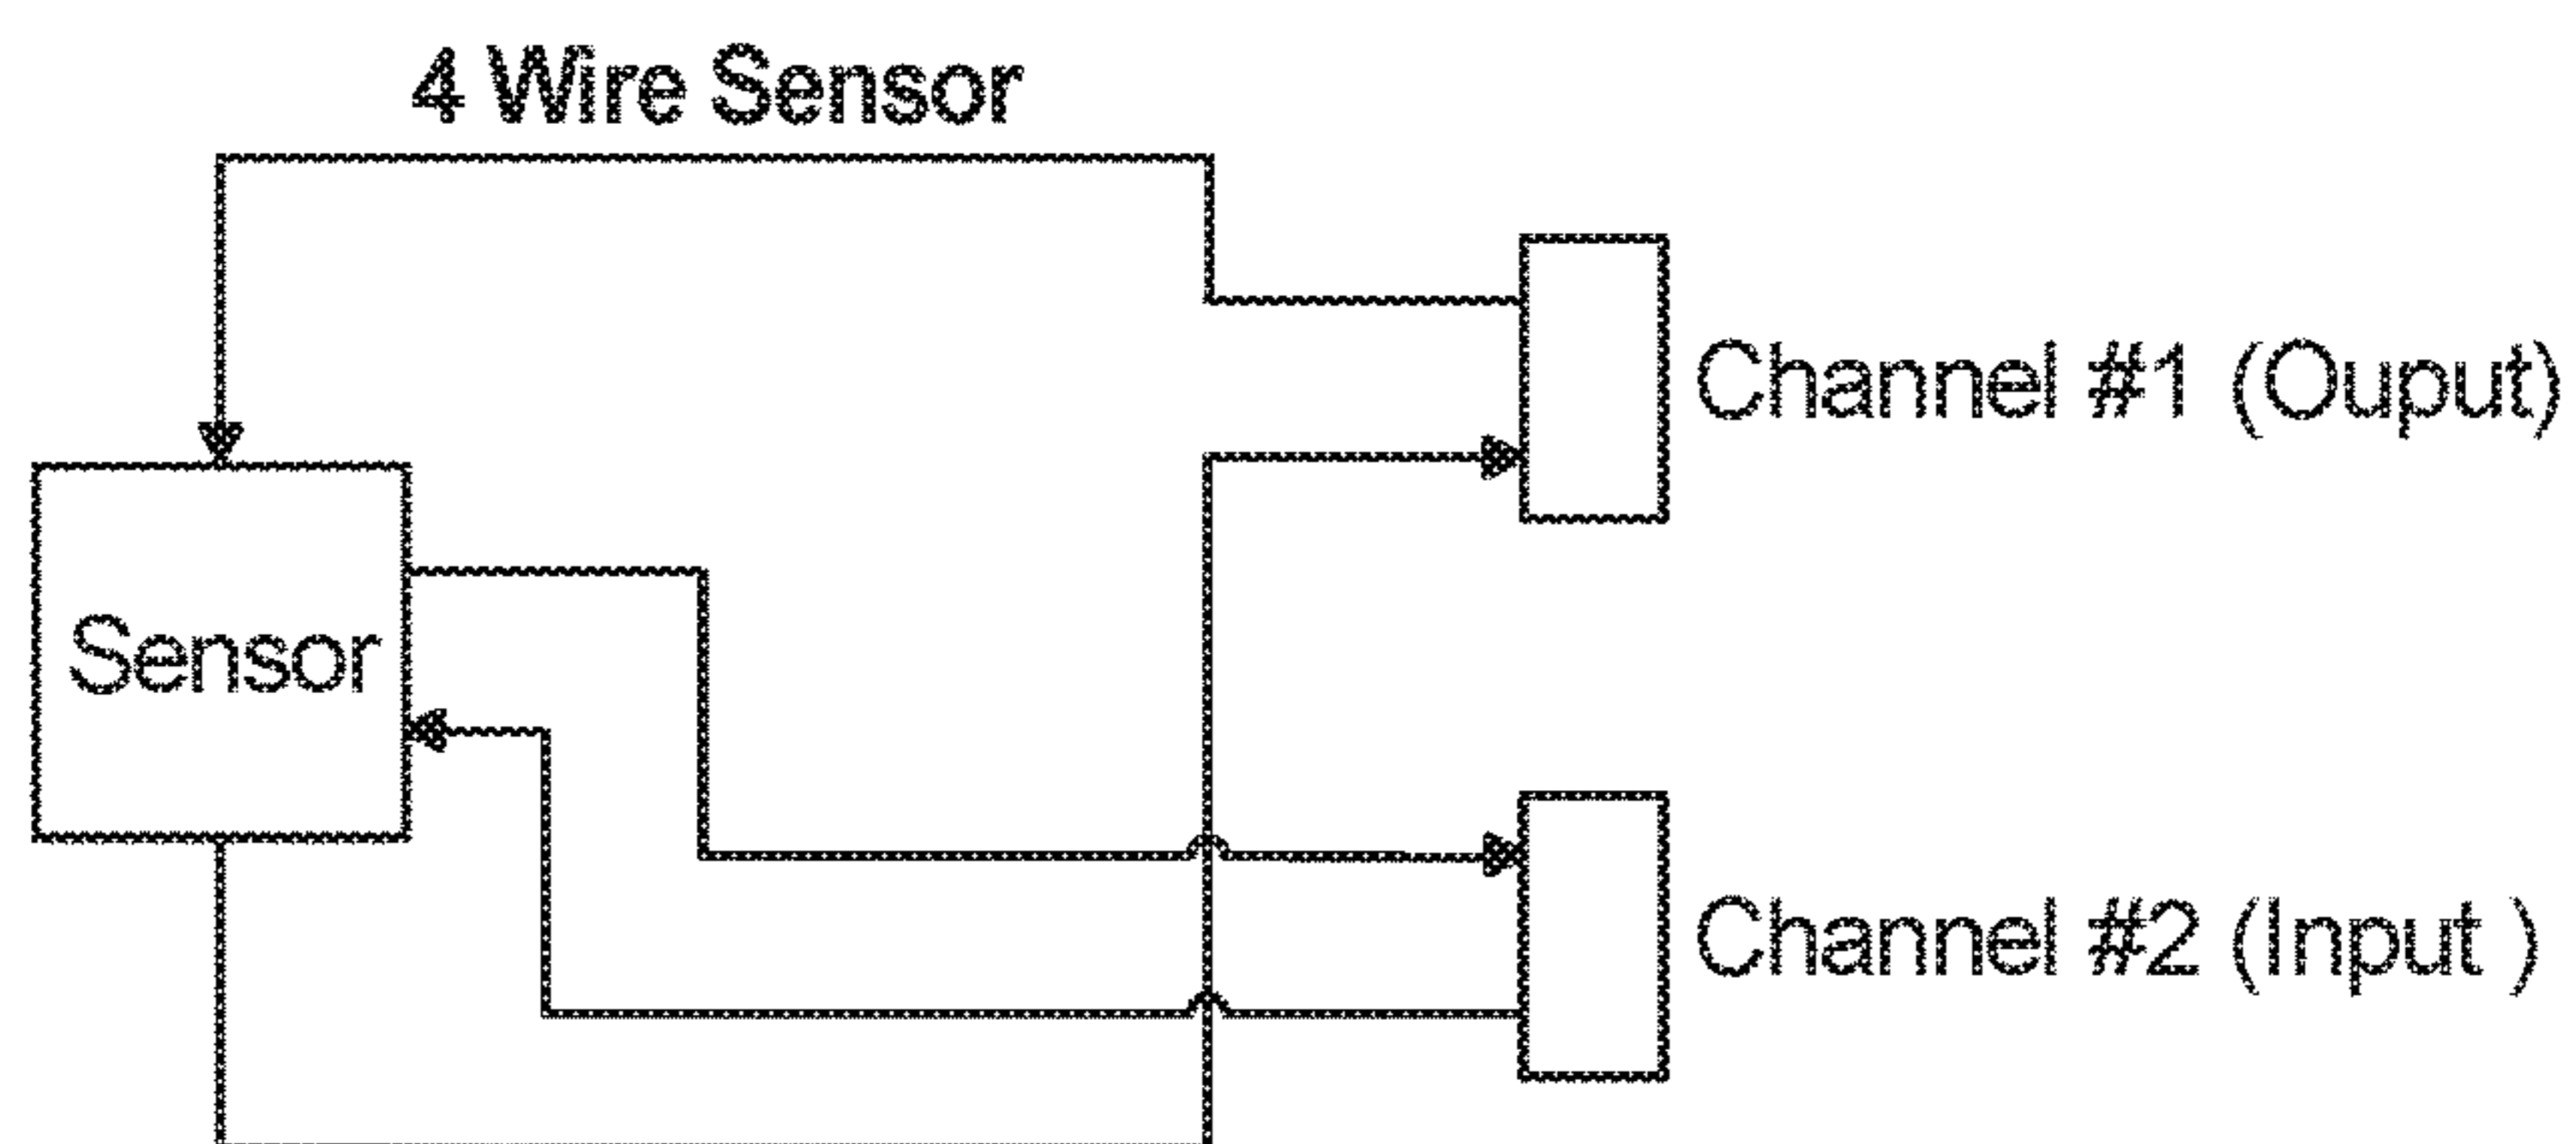 4 Wire Sensor
Channel #1 (Ouput)
Sensor
Channel #2 (Input )